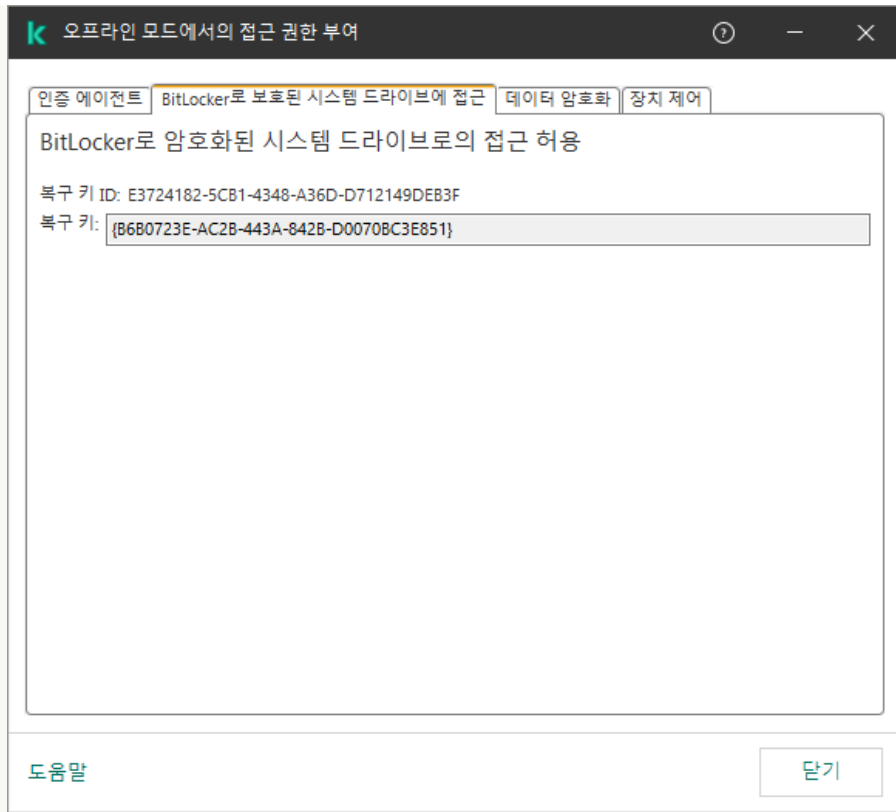 오프라인 모드에서의 접근 권한 부여
인증 에이전트 BitLocker로 보호된 시스템 드라이브에 접근 데이터 암호화 장치 제어
BitLocker로 암호화된 시스템 드라이브로의 접근 허용
복구 키 ID: E3724182-5CB1-4348-A36D-D712149DEB3F
복구 키: {B6B0723E-AC2B-443A-842B-D0070BC3E851}
도움말 닫기